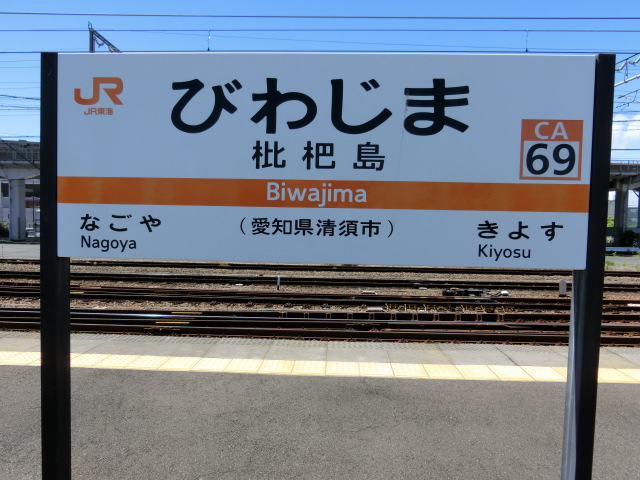 JR
JR東海
びわじま
枇杷島
CA
69
Biwajima
なごや
Nagoya
（愛知県清須市）
きよす
Kiyosu